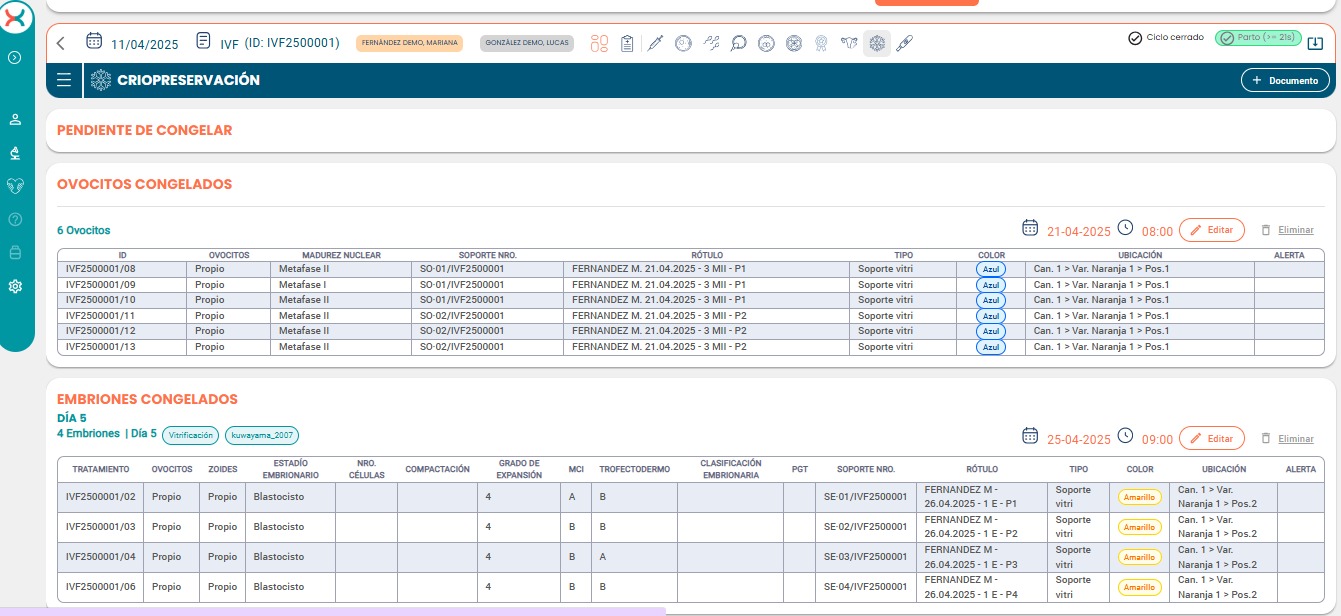 11/04/2025 IVF (ID: IVF2500001) FERNÁNDEZ DEMO, MARIANA GONZÁLEZ DEMO, LUCAS Ciclo cerrado Parto (>= 21s)
CRIOPRESERVACIÓN + Documento
PENDIENTE DE CONGELAR
OVOCITOS CONGELADOS
6 Ovocitos 21-04-2025 08:00 Editar Eliminar
ID OVOCITOS MADUREZ NUCLEAR SOPORTE NRO. RÓTULO TIPO COLOR UBICACIÓN ALERTA
IVF2500001/08 Propio Metafase II SO-01/IVF2500001 FERNANDEZ M. 21.04.2025 - 3 MII - P1 Soporte vitri Azul Can. 1 > Var. Naranja 1 > Pos.1
IVF2500001/09 Propio Metafase I SO-01/IVF2500001 FERNANDEZ M. 21.04.2025 - 3 MII - P1 Soporte vitri Azul Can. 1 > Var. Naranja 1 > Pos.1
IVF2500001/10 Propio Metafase II SO-01/IVF2500001 FERNANDEZ M. 21.04.2025 - 3 MII - P1 Soporte vitri Azul Can. 1 > Var. Naranja 1 > Pos.1
IVF2500001/11 Propio Metafase II SO-02/IVF2500001 FERNANDEZ M. 21.04.2025 - 3 MII - P2 Soporte vitri Azul Can. 1 > Var. Naranja 1 > Pos.1
IVF2500001/12 Propio Metafase II SO-02/IVF2500001 FERNANDEZ M. 21.04.2025 - 3 MII - P2 Soporte vitri Azul Can. 1 > Var. Naranja 1 > Pos.1
IVF2500001/13 Propio Metafase II SO-02/IVF2500001 FERNANDEZ M. 21.04.2025 - 3 MII - P2 Soporte vitri Azul Can. 1 > Var. Naranja 1 > Pos.1
EMBRIONES CONGELADOS
DÍA 5
4 Embriones | Día 5 Vitrificación kuwayama_2007 25-04-2025 09:00 Editar Eliminar
TRATAMIENTO OVOCITOS ZOIDES ESTADÍO EMBRIONARIO NRO. CÉLULAS COMPACTACIÓN GRADO DE EXPANSIÓN MCI TROFECTODERMO CLASIFICACIÓN EMBRIONARIA PGT SOPORTE NRO. RÓTULO TIPO COLOR UBICACIÓN ALERTA
IVF2500001/02 Propio Propio Blastocisto 4 A B SE-01/IVF2500001 FERNANDEZ M - 26.04.2025 - 1 E - P1 Soporte vitri Amarillo Can. 1 > Var. Naranja 1 > Pos.2
IVF2500001/03 Propio Propio Blastocisto 4 B B SE-02/IVF2500001 FERNANDEZ M - 26.04.2025 - 1 E - P2 Soporte vitri Amarillo Can. 1 > Var. Naranja 1 > Pos.2
IVF2500001/04 Propio Propio Blastocisto 4 B A SE-03/IVF2500001 FERNANDEZ M - 26.04.2025 - 1 E - P3 Soporte vitri Amarillo Can. 1 > Var. Naranja 1 > Pos.2
IVF2500001/06 Propio Propio Blastocisto 4 B B SE-04/IVF2500001 FERNANDEZ M - 26.04.2025 - 1 E - P4 Soporte vitri Amarillo Can. 1 > Var. Naranja 1 > Pos.2